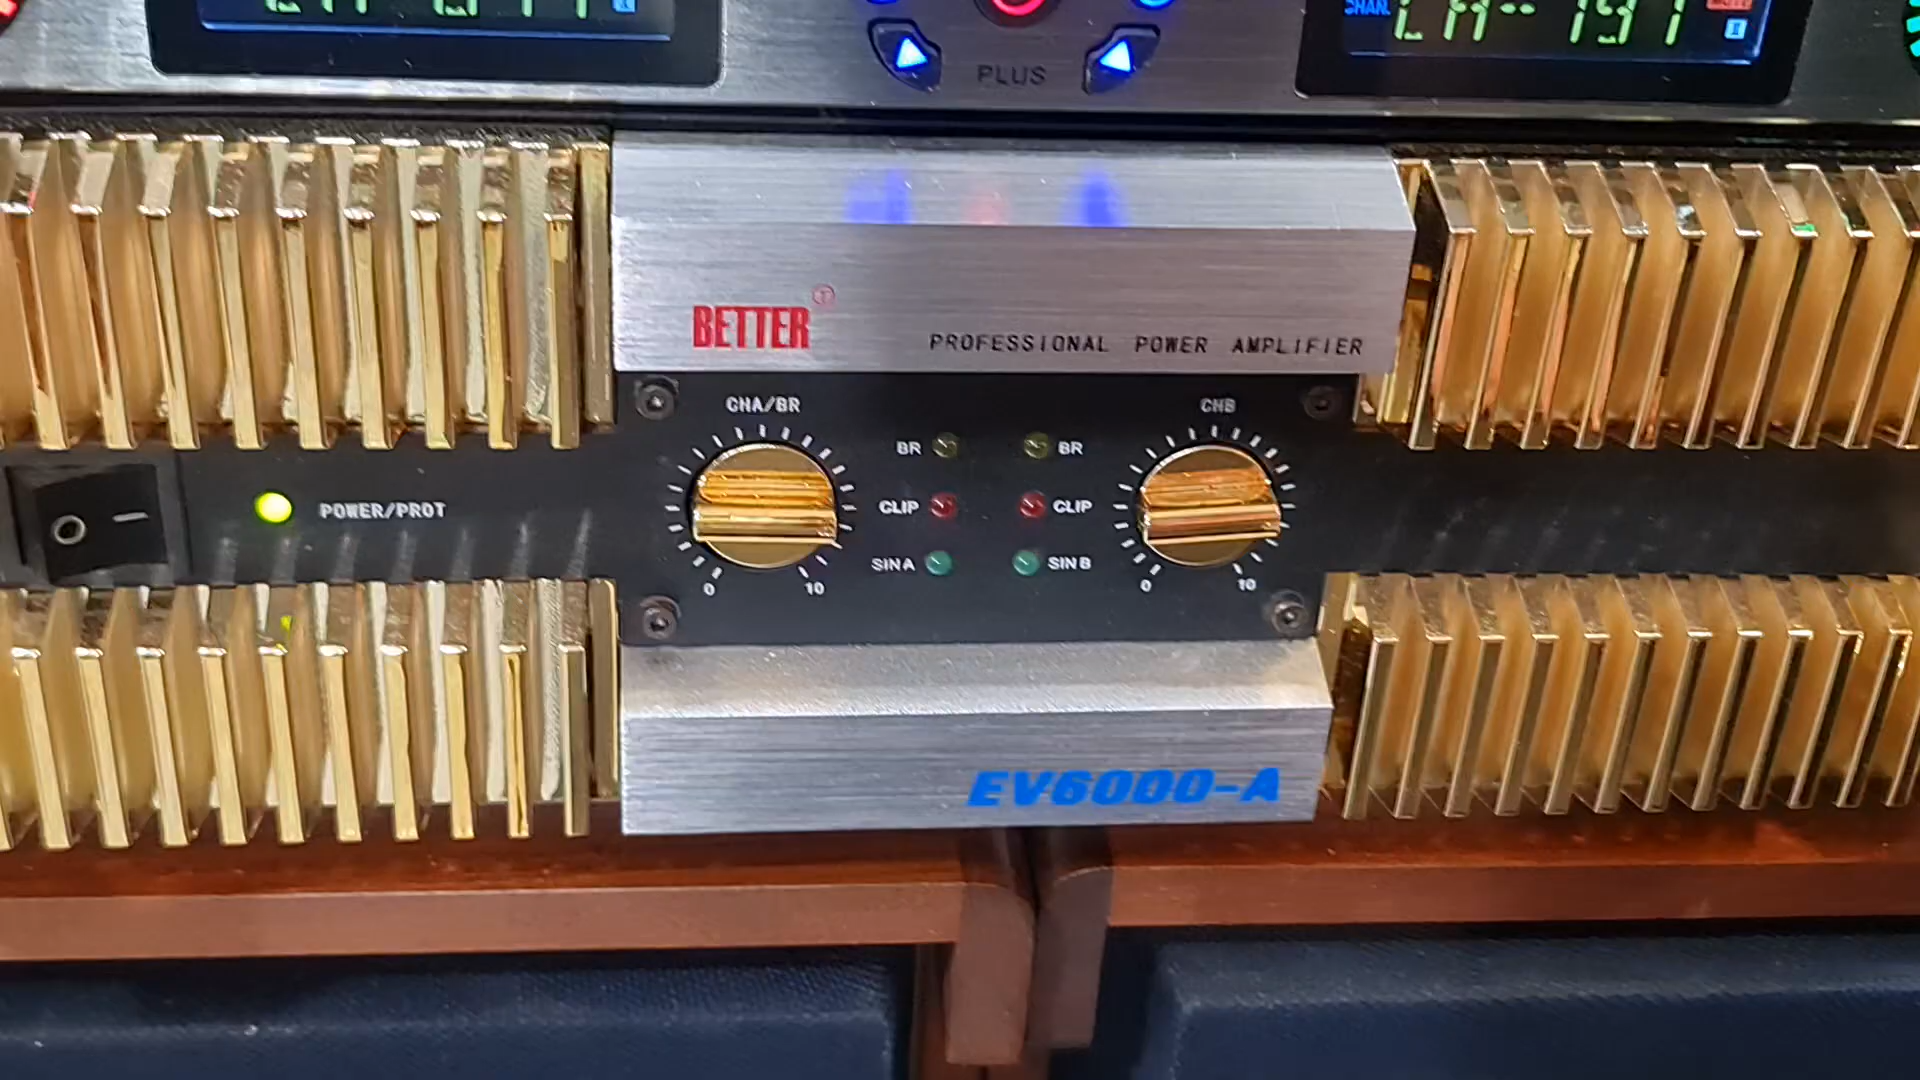 CHAN.
PLUS
BETTER
PROFESSIONAL POWER AMPLIFIER
CHA/BR
CHB
BR
BR
POWER/PROT
CLIP
CLIP
SIN A
SIN B
0
10
0
10
EV6000-A